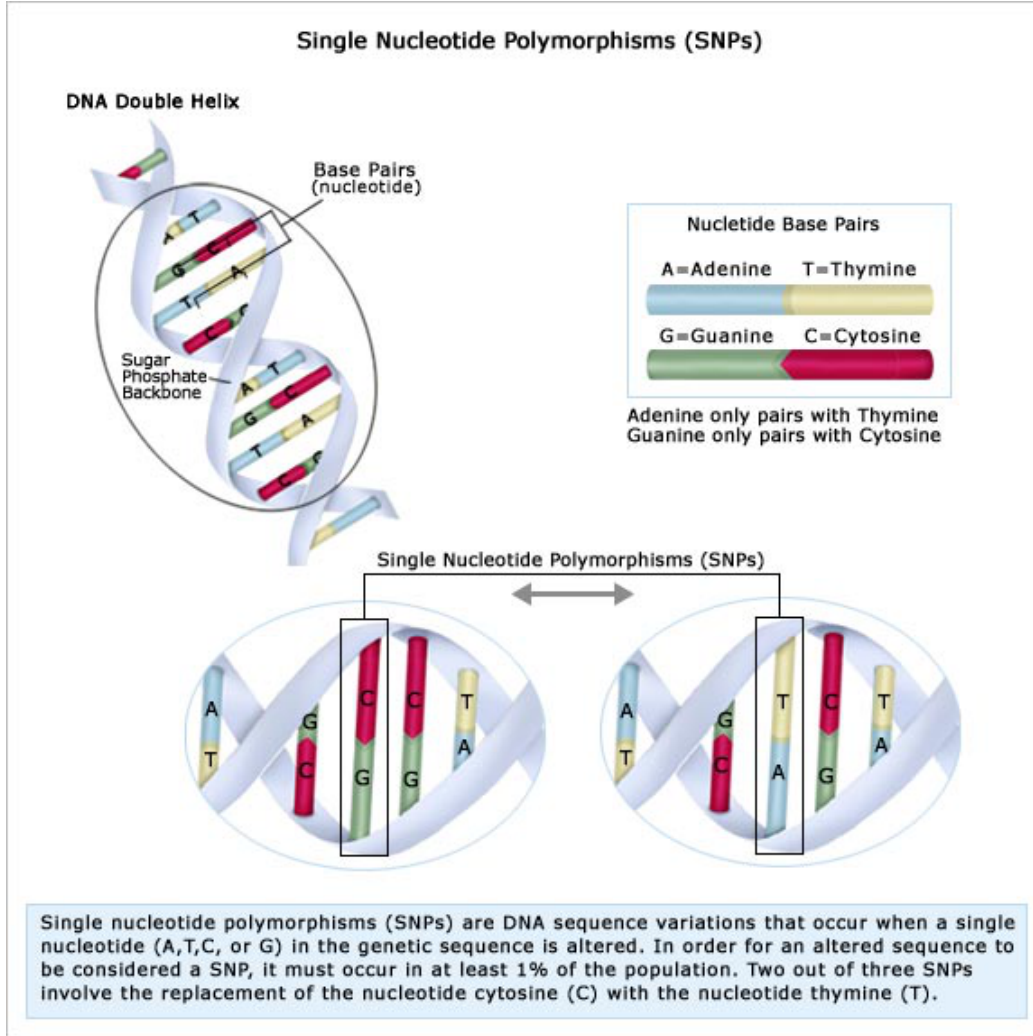 Single Nucleotide Polymorphisms (SNPs)
DNA Double Helix
Base Pairs
(nucleotide)
A T
G C
T A
C G
Sugar
Phosphate
Backbone
A T
G C
T A
C G
Nucletide Base Pairs
A=Adenine T=Thymine
G=Guanine C=Cytosine
Adenine only pairs with Thymine
Guanine only pairs with Cytosine
Single Nucleotide Polymorphisms (SNPs)
A G C C T
T C G G A
A G T C T
T C A G A
Single nucleotide polymorphisms (SNPs) are DNA sequence variations that occur when a single
nucleotide (A,T,C, or G) in the genetic sequence is altered. In order for an altered sequence to
be considered a SNP, it must occur in at least 1% of the population. Two out of three SNPs
involve the replacement of the nucleotide cytosine (C) with the nucleotide thymine (T).